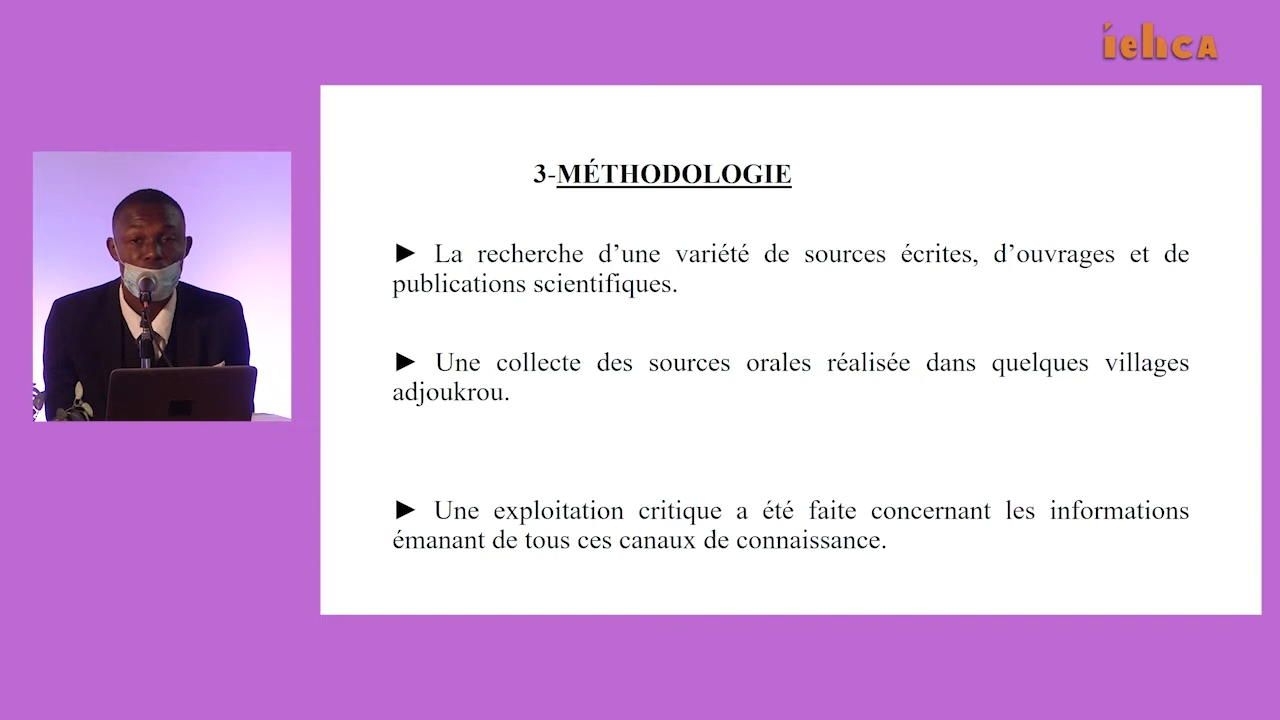 iehca
3-MÉTHODOLOGIE
► La recherche d’une variété de sources écrites, d’ouvrages et de
publications scientifiques.
► Une collecte des sources orales réalisée dans quelques villages
adjoukrou.
► Une exploitation critique a été faite concernant les informations
émanant de tous ces canaux de connaissance.